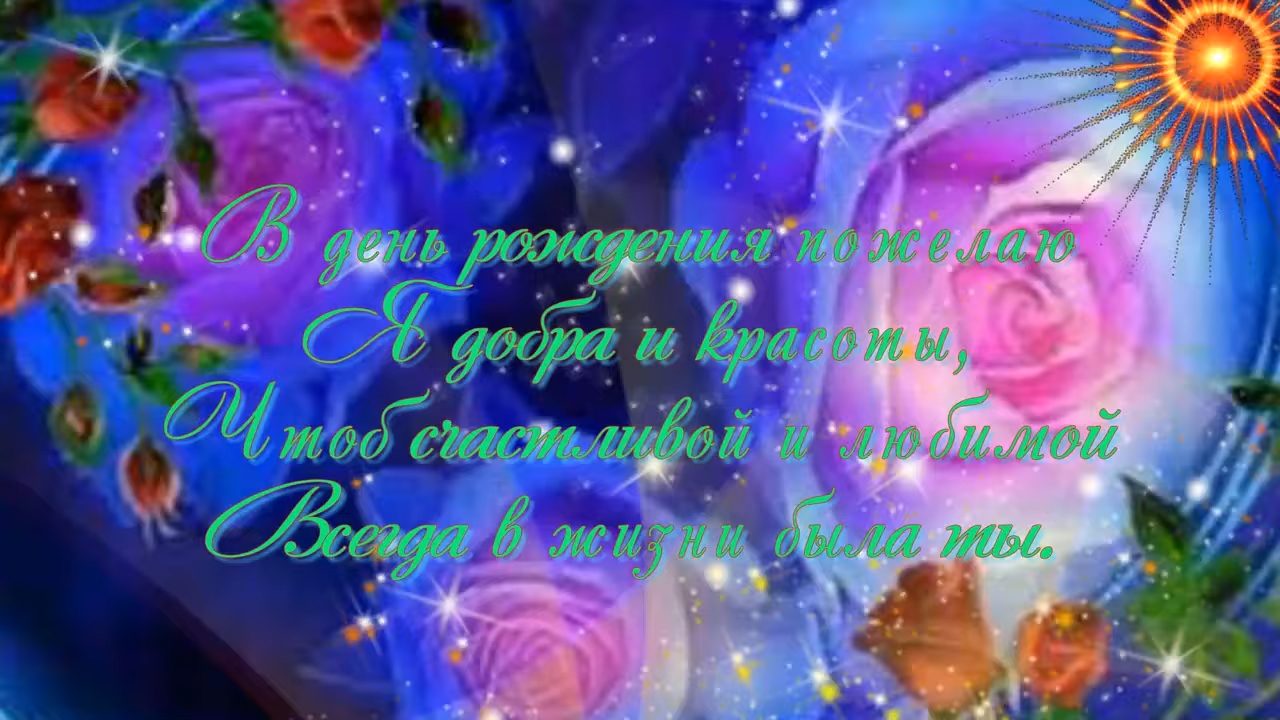 В день рождения пожелаю
Я добра и красоты,
Чтоб счастливой и любимой
Всегда в жизни была ты.